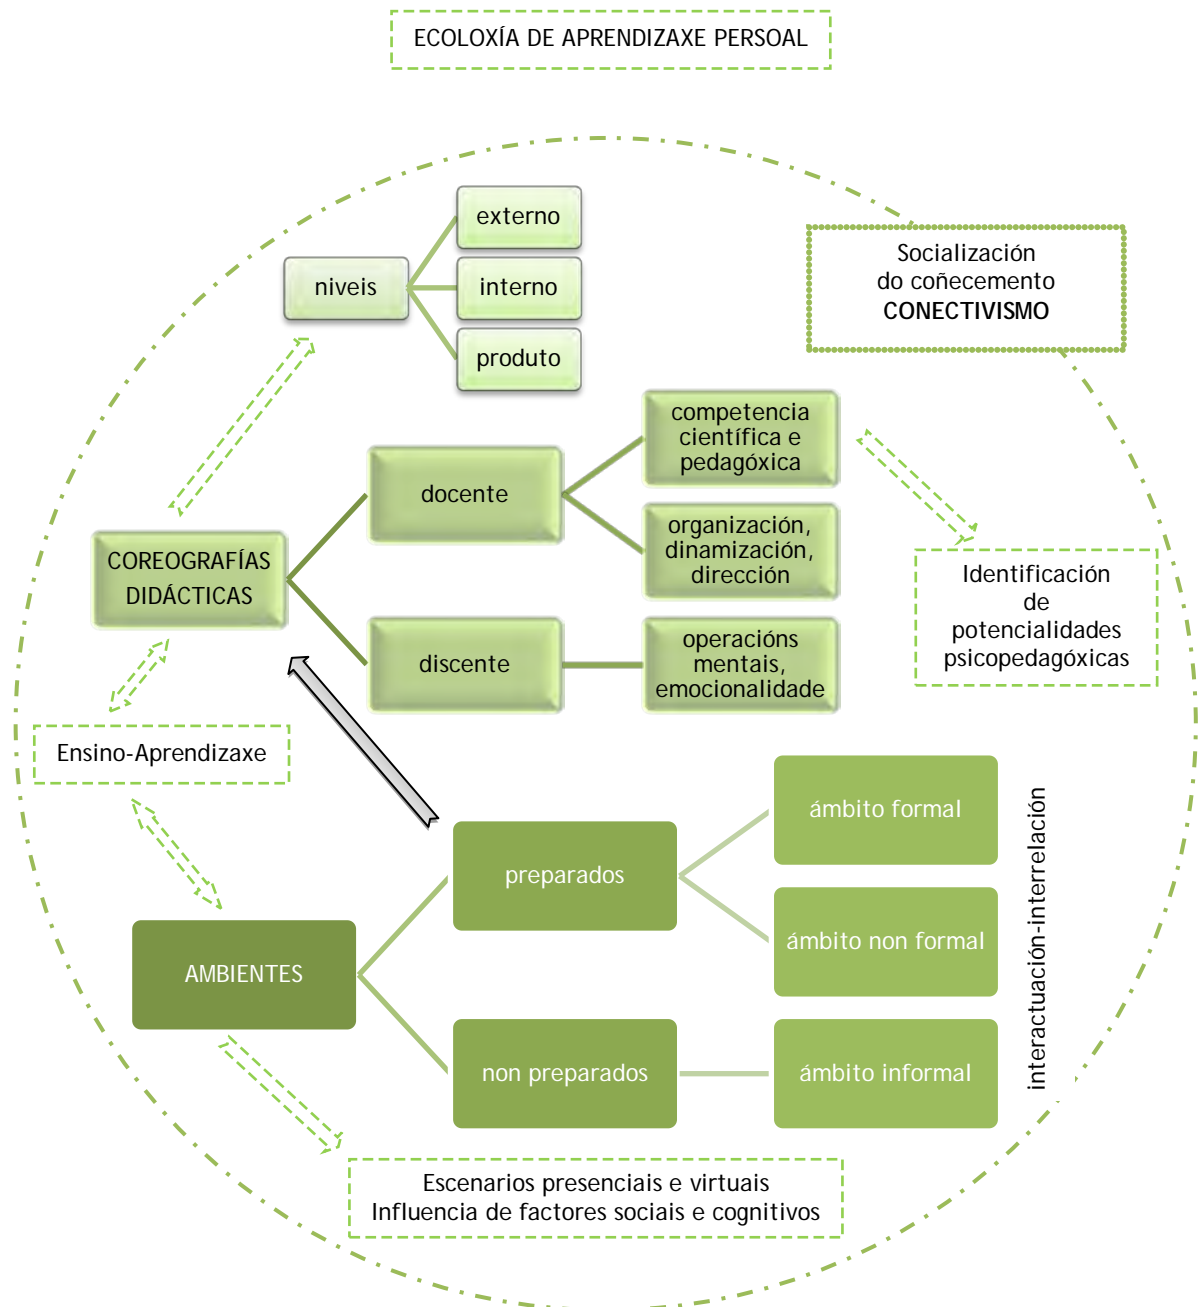 ECOLOXÍA DE APRENDIZAXE PERSOAL
externo
niveis
interno
produto
Socialización
do coñecemento
CONECTIVISMO
competencia
científica e
pedagóxica
docente
organización,
dinamización,
dirección
COREOGRAFÍAS
DIDÁCTICAS
discente
operacións
mentais,
emocionalidade
Identificación
de
potencialidades
psicopedagóxicas
Ensino-Aprendizaxe
ámbito formal
preparados
ámbito non formal
AMBIENTES
non preparados
ámbito informal
interactuación-interrelación
Escenarios presenciais e virtuais
Influencia de factores sociais e cognitivos